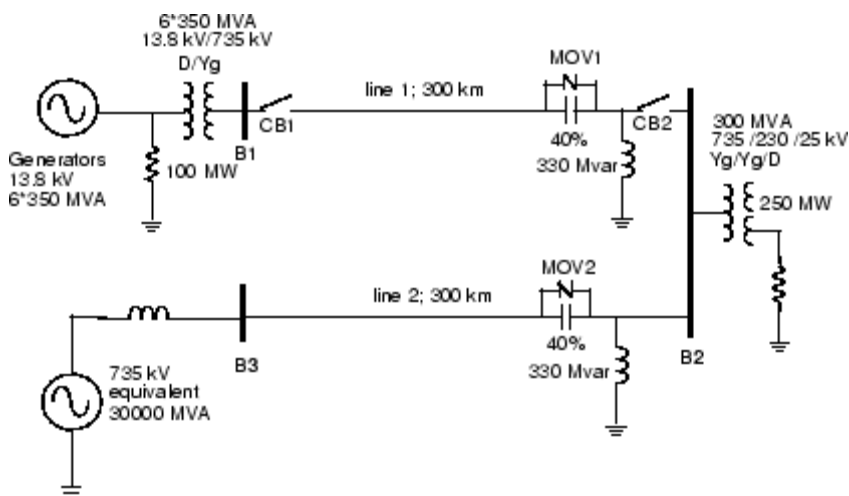 6*350 MVA
13.8 kV/735 kV
D/Yg
Generators
13.8 kV
6*350 MVA
100 MW
B1
CB1
line 1; 300 km
MOV1
40%
330 Mvar
CB2
300 MVA
735 /230 /25 kV
Yg/Yg/D
250 MW
735 kV
equivalent
30000 MVA
B3
line 2; 300 km
MOV2
40%
330 Mvar
B2